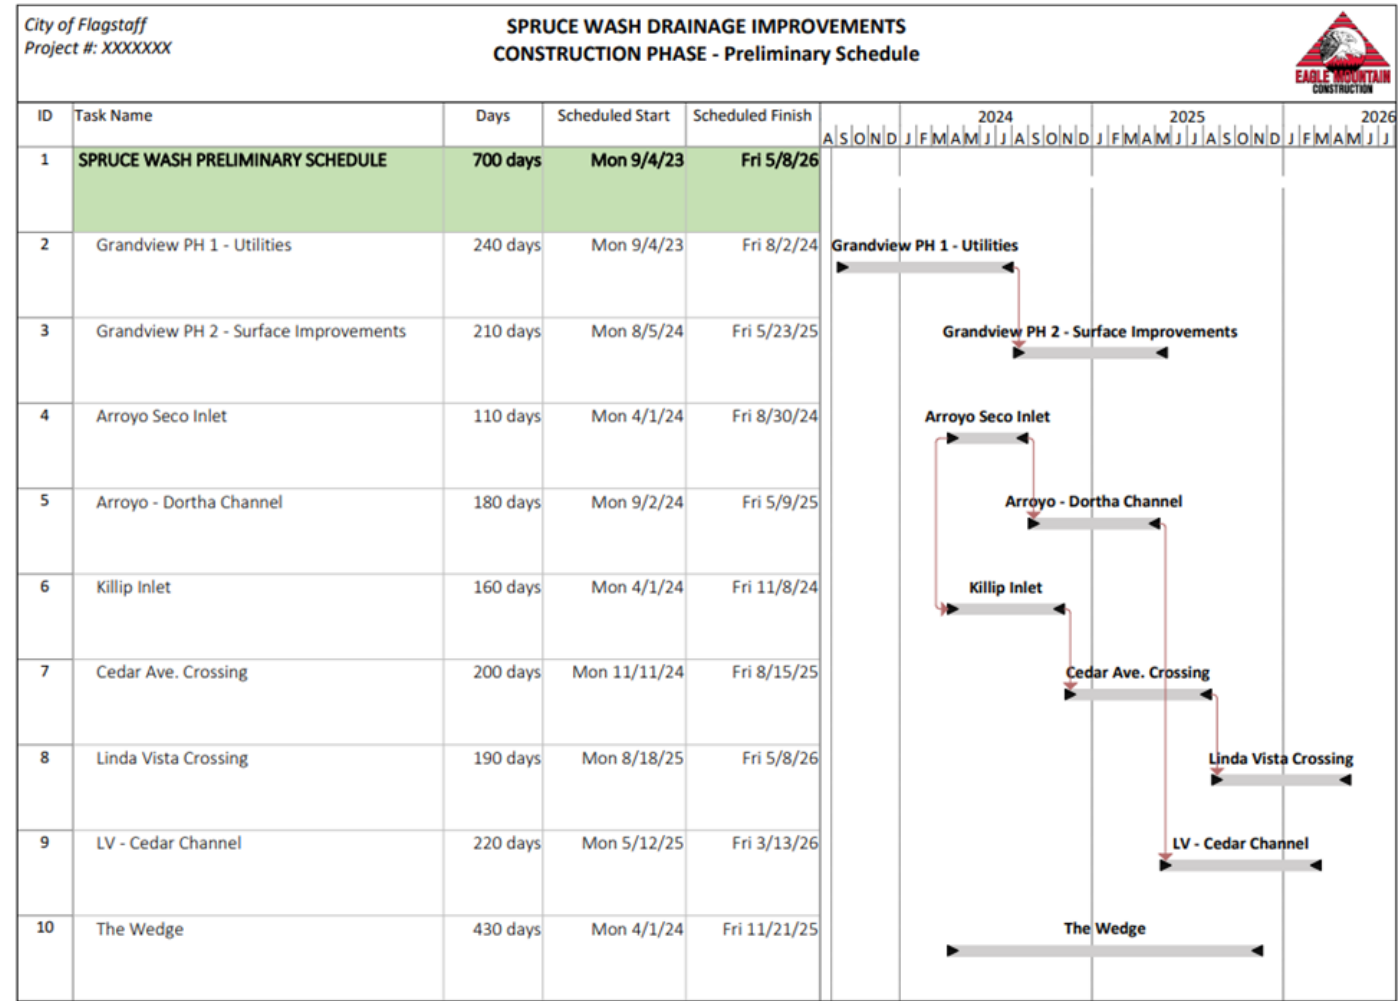 City of Flagstaff
Project #: XXXXXXX
SPRUCE WASH DRAINAGE IMPROVEMENTS
CONSTRUCTION PHASE - Preliminary Schedule
EAGLE MOUNTAIN
CONSTRUCTION
ID Task Name Days Scheduled Start Scheduled Finish 2024 2025 2026
A S O N D J F M A M J J A S O N D J F M A M J J A S O N D J F M A M J J
1 SPRUCE WASH PRELIMINARY SCHEDULE 700 days Mon 9/4/23 Fri 5/8/26
2 Grandview PH 1 - Utilities 240 days Mon 9/4/23 Fri 8/2/24 Grandview PH 1 - Utilities
3 Grandview PH 2 - Surface Improvements 210 days Mon 8/5/24 Fri 5/23/25 Grandview PH 2 - Surface Improvements
4 Arroyo Seco Inlet 110 days Mon 4/1/24 Fri 8/30/24 Arroyo Seco Inlet
5 Arroyo - Dortha Channel 180 days Mon 9/2/24 Fri 5/9/25 Arroyo - Dortha Channel
6 Killip Inlet 160 days Mon 4/1/24 Fri 11/8/24 Killip Inlet
7 Cedar Ave. Crossing 200 days Mon 11/11/24 Fri 8/15/25 Cedar Ave. Crossing
8 Linda Vista Crossing 190 days Mon 8/18/25 Fri 5/8/26 Linda Vista Crossing
9 LV - Cedar Channel 220 days Mon 5/12/25 Fri 3/13/26 LV - Cedar Channel
10 The Wedge 430 days Mon 4/1/24 Fri 11/21/25 The Wedge